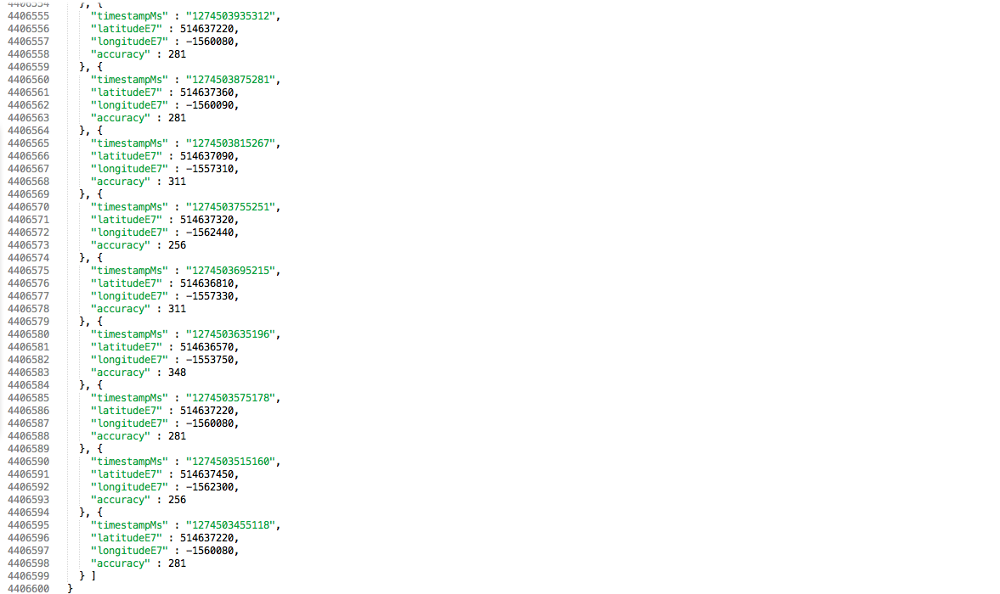 4406554 }, {
4406555 "timestampMs" : "1274503935312",
4406556 "latitudeE7" : 514637220,
4406557 "longitudeE7" : -1560080,
4406558 "accuracy" : 281
4406559 }, {
4406560 "timestampMs" : "1274503875281",
4406561 "latitudeE7" : 514637360,
4406562 "longitudeE7" : -1560090,
4406563 "accuracy" : 281
4406564 }, {
4406565 "timestampMs" : "1274503815267",
4406566 "latitudeE7" : 514637090,
4406567 "longitudeE7" : -1557310,
4406568 "accuracy" : 311
4406569 }, {
4406570 "timestampMs" : "1274503755251",
4406571 "latitudeE7" : 514637320,
4406572 "longitudeE7" : -1562440,
4406573 "accuracy" : 256
4406574 }, {
4406575 "timestampMs" : "1274503695215",
4406576 "latitudeE7" : 514636810,
4406577 "longitudeE7" : -1557330,
4406578 "accuracy" : 311
4406579 }, {
4406580 "timestampMs" : "1274503635196",
4406581 "latitudeE7" : 514636570,
4406582 "longitudeE7" : -1553750,
4406583 "accuracy" : 348
4406584 }, {
4406585 "timestampMs" : "1274503575178",
4406586 "latitudeE7" : 514637220,
4406587 "longitudeE7" : -1560080,
4406588 "accuracy" : 281
4406589 }, {
4406590 "timestampMs" : "1274503515160",
4406591 "latitudeE7" : 514637450,
4406592 "longitudeE7" : -1562300,
4406593 "accuracy" : 256
4406594 }, {
4406595 "timestampMs" : "1274503455118",
4406596 "latitudeE7" : 514637220,
4406597 "longitudeE7" : -1560080,
4406598 "accuracy" : 281
4406599 } ]
4406600 }